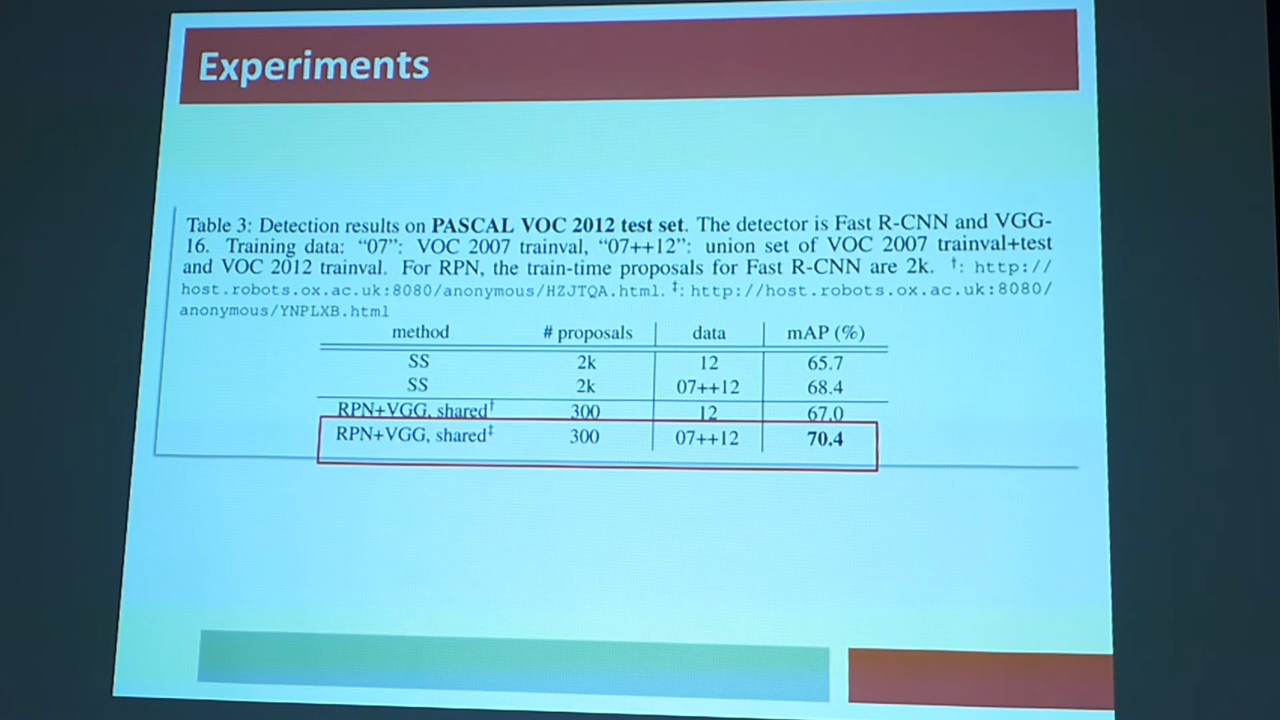 Experiments
Table 3: Detection results on PASCAL VOC 2012 test set. The detector is Fast R-CNN and VGG-
16. Training data: “07”: VOC 2007 trainval, “07++12”: union set of VOC 2007 trainval+test
and VOC 2012 trainval. For RPN, the train-time proposals for Fast R-CNN are 2k. †: http://
host.robots.ox.ac.uk:8080/anonymous/HZJTQA.html. ‡: http://host.robots.ox.ac.uk:8080/
anonymous/YNPLXB.html
method # proposals data mAP (%)
SS 2k 12 65.7
SS 2k 07++12 68.4
RPN+VGG, shared† 300 12 67.0
RPN+VGG, shared‡ 300 07++12 70.4